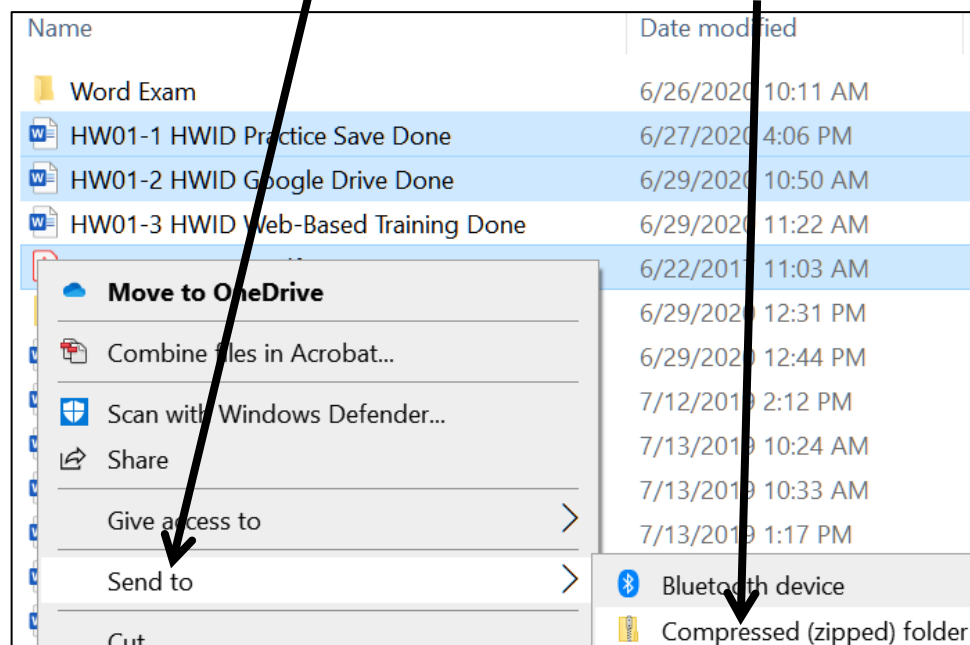 Name Date modified
Word Exam 6/26/2020 10:11 AM
HW01-1 HWID Practice Save Done 6/27/2020 4:06 PM
HW01-2 HWID Google Drive Done 6/29/2020 10:50 AM
HW01-3 HWID Web-Based Training Done 6/29/2020 11:22 AM
6/22/2017 11:03 AM
Move to OneDrive
6/29/2020 12:31 PM
Combine files in Acrobat... 6/29/2020 12:44 PM
7/12/2019 2:12 PM
Scan with Windows Defender...
7/13/2019 10:24 AM
Share
7/13/2019 10:33 AM
Give access to 7/13/2019 1:17 PM
Send to Bluetooth device
Compressed (zipped) folder
Cut